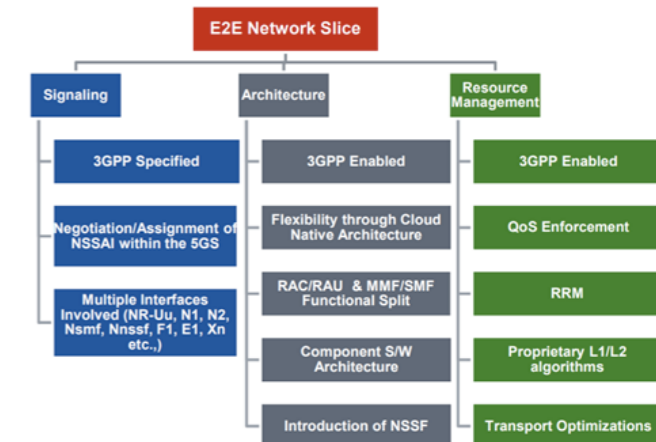 E2E Network Slice
Signaling
3GPP Specified
Negotiation/Assignment of
NSSAI within the 5GS
Multiple Interfaces
Involved (NR-Uu, N1, N2,
Nsmf, Nnssf, F1, E1, Xn
etc.,)
Architecture
3GPP Enabled
Flexibility through Cloud
Native Architecture
RAC/RAU & MMF/SMF
Functional Split
Component S/W
Architecture
Introduction of NSSF
Resource
Management
3GPP Enabled
QoS Enforcement
RRM
Proprietary L1/L2
algorithms
Transport Optimizations